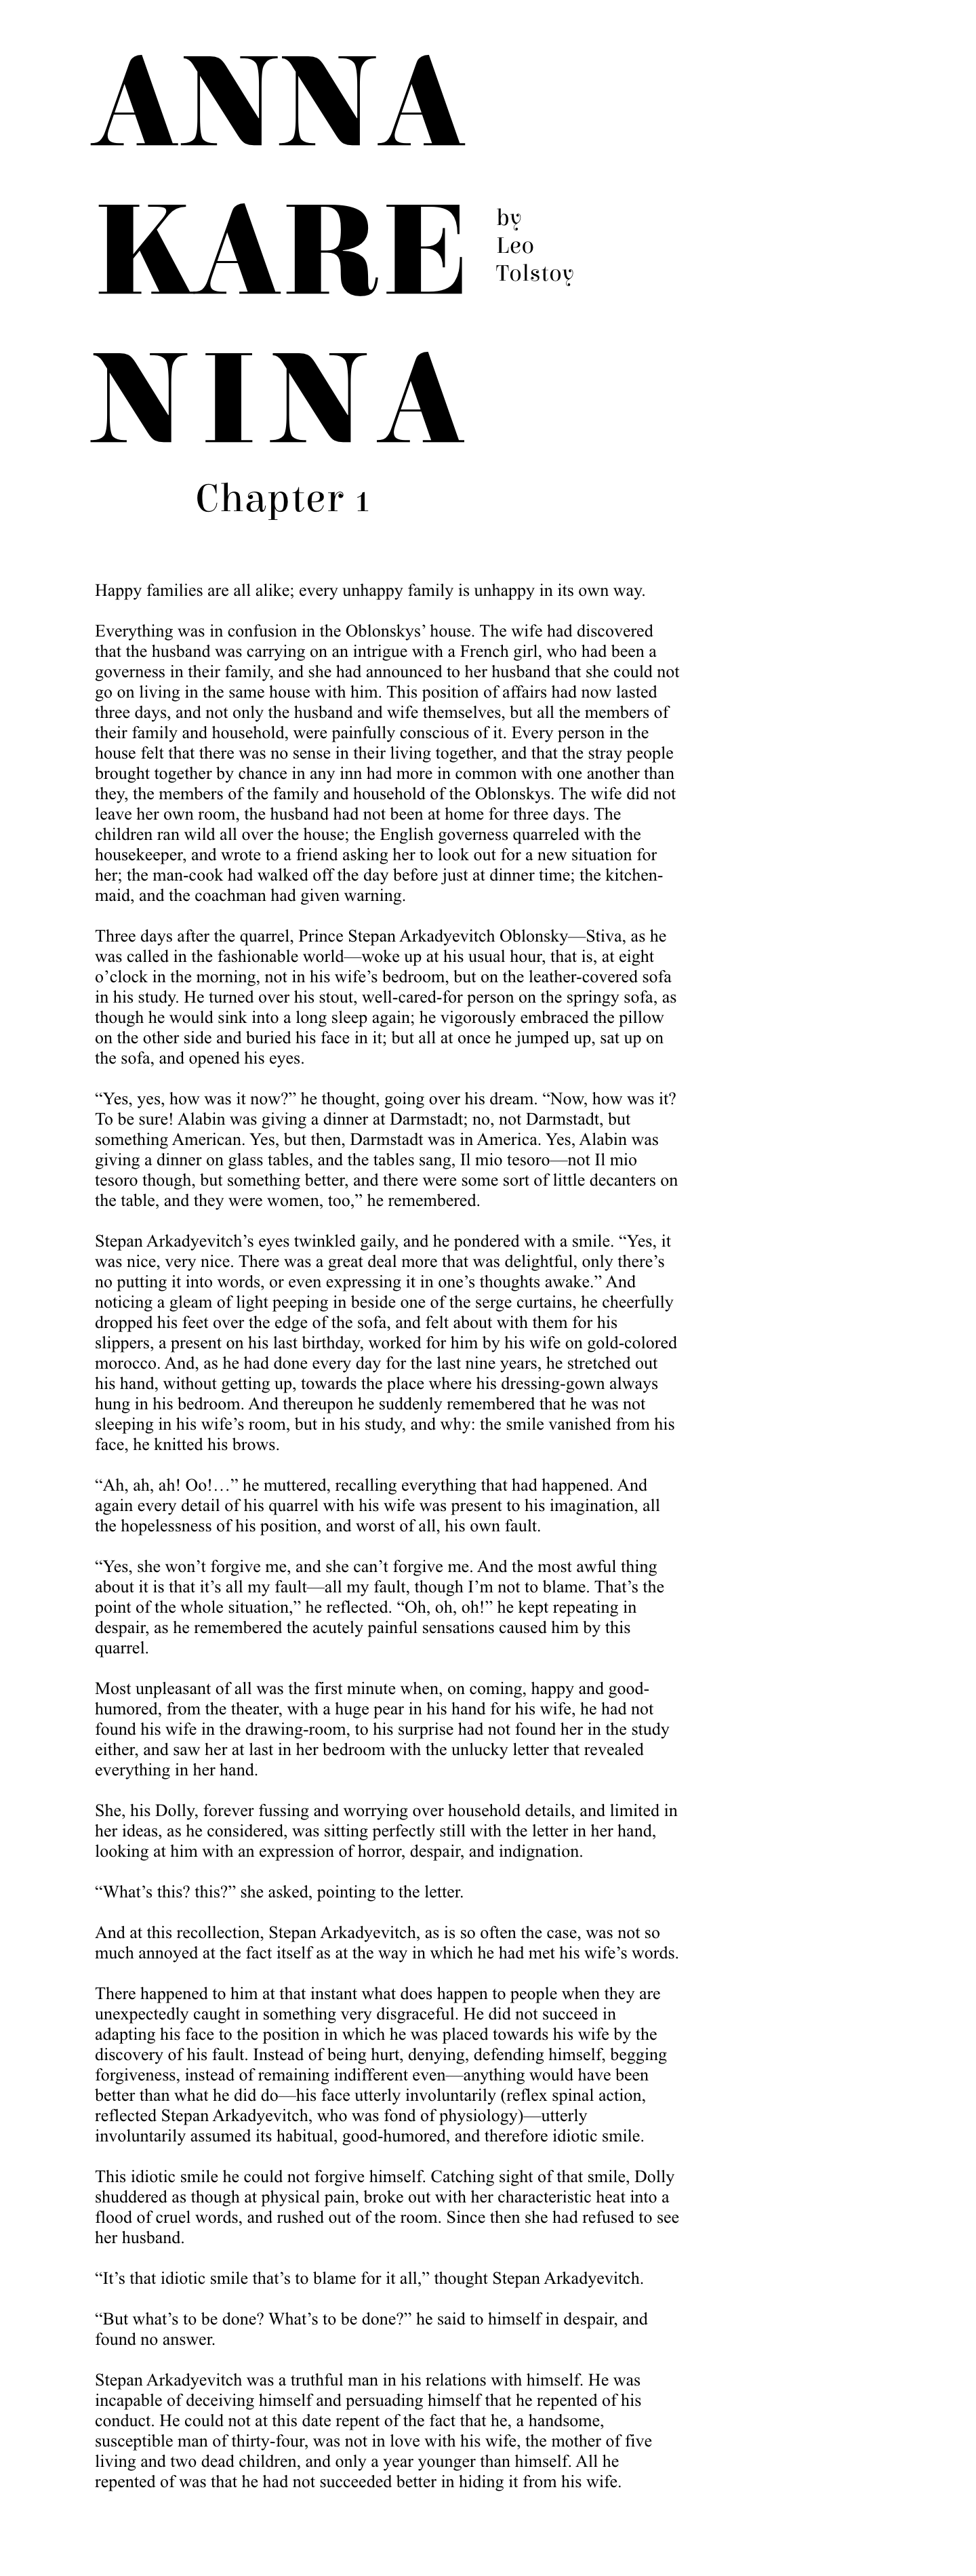 ANNA
KARE
NINA
by
Leo
Tolstoy
Chapter 1
Happy families are all alike; every unhappy family is unhappy in its own way.
Everything was in confusion in the Oblonskys’ house. The wife had discovered
that the husband was carrying on an intrigue with a French girl, who had been a
governess in their family, and she had announced to her husband that she could not
go on living in the same house with him. This position of affairs had now lasted
three days, and not only the husband and wife themselves, but all the members of
their family and household, were painfully conscious of it. Every person in the
house felt that there was no sense in their living together, and that the stray people
brought together by chance in any inn had more in common with one another than
they, the members of the family and household of the Oblonskys. The wife did not
leave her own room, the husband had not been at home for three days. The
children ran wild all over the house; the English governess quarreled with the
housekeeper, and wrote to a friend asking her to look out for a new situation for
her; the man-cook had walked off the day before just at dinner time; the kitchen-
maid, and the coachman had given warning.
Three days after the quarrel, Prince Stepan Arkadyevitch Oblonsky—Stiva, as he
was called in the fashionable world—woke up at his usual hour, that is, at eight
o’clock in the morning, not in his wife’s bedroom, but on the leather-covered sofa
in his study. He turned over his stout, well-cared-for person on the springy sofa, as
though he would sink into a long sleep again; he vigorously embraced the pillow
on the other side and buried his face in it; but all at once he jumped up, sat up on
the sofa, and opened his eyes.
“Yes, yes, how was it now?” he thought, going over his dream. “Now, how was it?
To be sure! Alabin was giving a dinner at Darmstadt; no, not Darmstadt, but
something American. Yes, but then, Darmstadt was in America. Yes, Alabin was
giving a dinner on glass tables, and the tables sang, Il mio tesoro—not Il mio
tesoro though, but something better, and there were some sort of little decanters on
the table, and they were women, too,” he remembered.
Stepan Arkadyevitch’s eyes twinkled gaily, and he pondered with a smile. “Yes, it
was nice, very nice. There was a great deal more that was delightful, only there’s
no putting it into words, or even expressing it in one’s thoughts awake.” And
noticing a gleam of light peeping in beside one of the serge curtains, he cheerfully
dropped his feet over the edge of the sofa, and felt about with them for his
slippers, a present on his last birthday, worked for him by his wife on gold-colored
morocco. And, as he had done every day for the last nine years, he stretched out
his hand, without getting up, towards the place where his dressing-gown always
hung in his bedroom. And thereupon he suddenly remembered that he was not
sleeping in his wife’s room, but in his study, and why: the smile vanished from his
face, he knitted his brows.
“Ah, ah, ah! Oo!…” he muttered, recalling everything that had happened. And
again every detail of his quarrel with his wife was present to his imagination, all
the hopelessness of his position, and worst of all, his own fault.
“Yes, she won’t forgive me, and she can’t forgive me. And the most awful thing
about it is that it’s all my fault—all my fault, though I’m not to blame. That’s the
point of the whole situation,” he reflected. “Oh, oh, oh!” he kept repeating in
despair, as he remembered the acutely painful sensations caused him by this
quarrel.
Most unpleasant of all was the first minute when, on coming, happy and good-
humored, from the theater, with a huge pear in his hand for his wife, he had not
found his wife in the drawing-room, to his surprise had not found her in the study
either, and saw her at last in her bedroom with the unlucky letter that revealed
everything in her hand.
She, his Dolly, forever fussing and worrying over household details, and limited in
her ideas, as he considered, was sitting perfectly still with the letter in her hand,
looking at him with an expression of horror, despair, and indignation.
“What’s this? this?” she asked, pointing to the letter.
And at this recollection, Stepan Arkadyevitch, as is so often the case, was not so
much annoyed at the fact itself as at the way in which he had met his wife’s words.
There happened to him at that instant what does happen to people when they are
unexpectedly caught in something very disgraceful. He did not succeed in
adapting his face to the position in which he was placed towards his wife by the
discovery of his fault. Instead of being hurt, denying, defending himself, begging
forgiveness, instead of remaining indifferent even—anything would have been
better than what he did do—his face utterly involuntarily (reflex spinal action,
reflected Stepan Arkadyevitch, who was fond of physiology)—utterly
involuntarily assumed its habitual, good-humored, and therefore idiotic smile.
This idiotic smile he could not forgive himself. Catching sight of that smile, Dolly
shuddered as though at physical pain, broke out with her characteristic heat into a
flood of cruel words, and rushed out of the room. Since then she had refused to see
her husband.
“It’s that idiotic smile that’s to blame for it all,” thought Stepan Arkadyevitch.
“But what’s to be done? What’s to be done?” he said to himself in despair, and
found no answer.
Stepan Arkadyevitch was a truthful man in his relations with himself. He was
incapable of deceiving himself and persuading himself that he repented of his
conduct. He could not at this date repent of the fact that he, a handsome,
susceptible man of thirty-four, was not in love with his wife, the mother of five
living and two dead children, and only a year younger than himself. All he
repented of was that he had not succeeded better in hiding it from his wife.